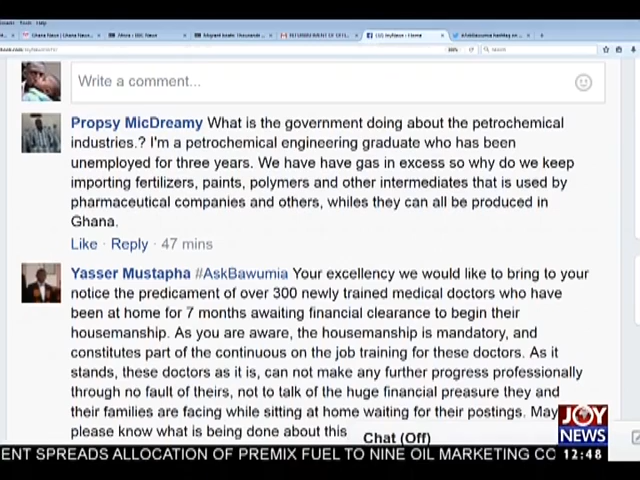 Tools Help
Write a comment...
Propsy MicDreamy What is the government doing about the petrochemical
industries.? I'm a petrochemical engineering graduate who has been
unemployed for three years. We have have gas in excess so why do we keep
importing fertilizers, paints, polymers and other intermediates that is used by
pharmaceutical companies and others, whiles they can all be produced in
Ghana.
Like · Reply · 47 mins
Yasser Mustapha #AskBawumia Your excellency we would like to bring to your
notice the predicament of over 300 newly trained medical doctors who have
been at home for 7 months awaiting financial clearance to begin their
housemanship. As you are aware, the housemanship is mandatory, and
constitutes part of the continuous on the job training for these doctors. As it
stands, these doctors as it is, can not make any further progress professionally
through no fault of theirs, not to talk of the huge financial preasure they and
their families are facing while sitting at home waiting for their postings. May
please know what is being done about this
Chat (Off)
JOY
NEWS
ENT SPREADS ALLOCATION OF PREMIX FUEL TO NINE OIL MARKETING CO
12:48